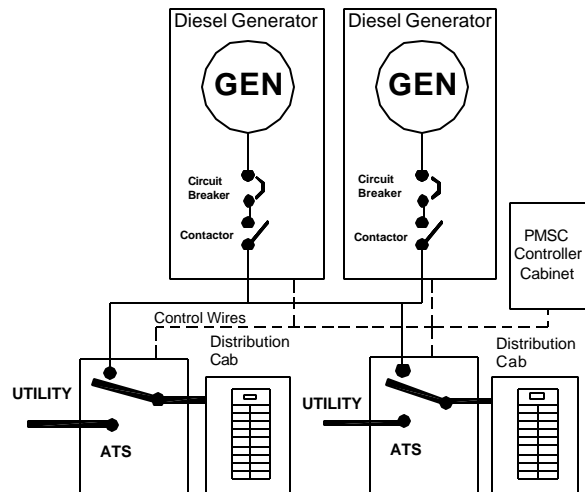 Diesel Generator
Diesel Generator
GEN
GEN
Circuit
Breaker
Circuit
Breaker
Contactor
Contactor
PMSC
Controller
Cabinet
Control Wires
Distribution
Cab
Distribution
Cab
UTILITY
ATS
UTILITY
ATS